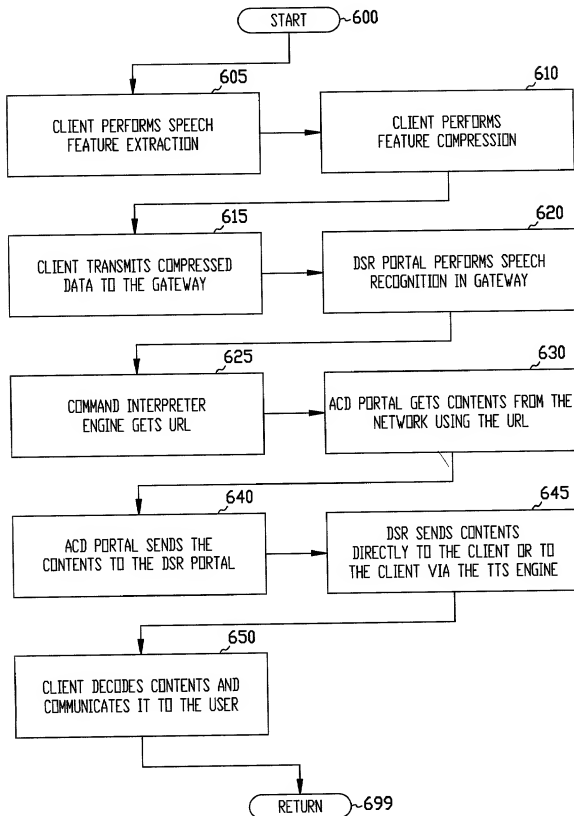 START
600
605
CLIENT PERFORMS SPEECH
FEATURE EXTRACTION
610
CLIENT PERFORMS
FEATURE COMPRESSION
615
CLIENT TRANSMITS COMPRESSED
DATA TO THE GATEWAY
620
DSR PORTAL PERFORMS SPEECH
RECOGNITION IN GATEWAY
625
COMMAND INTERPRETER
ENGINE GETS URL
630
ACD PORTAL GETS CONTENTS FROM THE
NETWORK USING THE URL
640
ACD PORTAL SENDS THE
CONTENTS TO THE DSR PORTAL
645
DSR SENDS CONTENTS
DIRECTLY TO THE CLIENT OR TO
THE CLIENT VIA THE TTS ENGINE
650
CLIENT DECODES CONTENTS AND
COMMUNICATES IT TO THE USER
RETURN
699